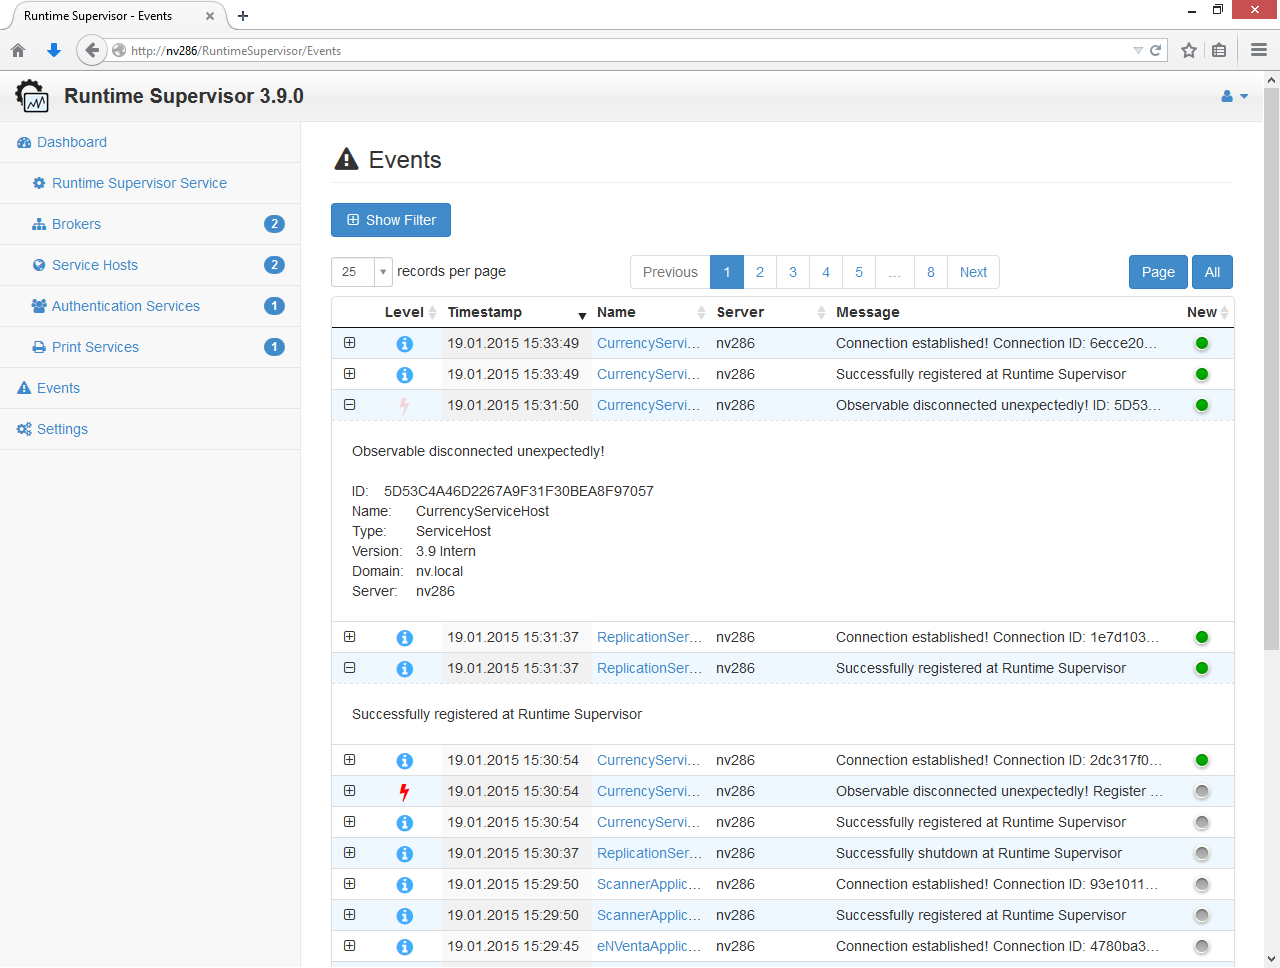 Runtime Supervisor - Events
http://nv286/RuntimeSupervisor/Events
Runtime Supervisor 3.9.0
Dashboard
Runtime Supervisor Service
Brokers 2
Service Hosts 2
Authentication Services 1
Print Services 1
Events
Settings
Events
Show Filter
25 records per page Previous 1 2 3 4 5 ... 8 Next Page All
Level Timestamp Name Server Message New
19.01.2015 15:33:49 CurrencyServi... nv286 Connection established! Connection ID: 6ecce20...
19.01.2015 15:33:49 CurrencyServi... nv286 Successfully registered at Runtime Supervisor
19.01.2015 15:31:50 CurrencyServi... nv286 Observable disconnected unexpectedly! ID: 5D53...
Observable disconnected unexpectedly!
ID: 5D53C4A46D2267A9F31F30BEA8F97057
Name: CurrencyServiceHost
Type: ServiceHost
Version: 3.9 Intern
Domain: nv.local
Server: nv286
19.01.2015 15:31:37 ReplicationSer... nv286 Connection established! Connection ID: 1e7d103...
19.01.2015 15:31:37 ReplicationSer... nv286 Successfully registered at Runtime Supervisor
Successfully registered at Runtime Supervisor
19.01.2015 15:30:54 CurrencyServi... nv286 Connection established! Connection ID: 2dc317f0...
19.01.2015 15:30:54 CurrencyServi... nv286 Observable disconnected unexpectedly! Register ...
19.01.2015 15:30:54 CurrencyServi... nv286 Successfully registered at Runtime Supervisor
19.01.2015 15:30:37 ReplicationSer... nv286 Successfully shutdown at Runtime Supervisor
19.01.2015 15:29:50 ScannerApplic... nv286 Connection established! Connection ID: 93e1011...
19.01.2015 15:29:50 ScannerApplic... nv286 Successfully registered at Runtime Supervisor
19.01.2015 15:29:45 eNVentaApplic... nv286 Connection established! Connection ID: 4780ba3...